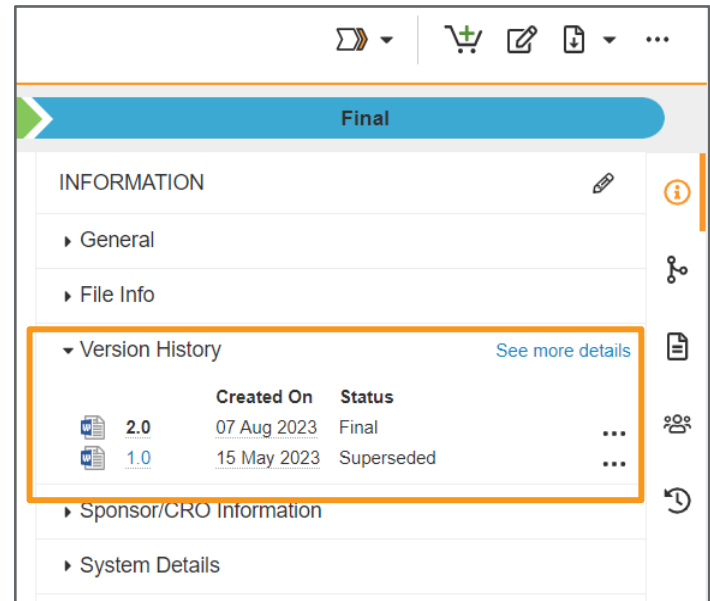 Final
INFORMATION
General
File Info
Version History See more details
Created On Status
2.0 07 Aug 2023 Final
1.0 15 May 2023 Superseded
Sponsor/CRO Information
System Details